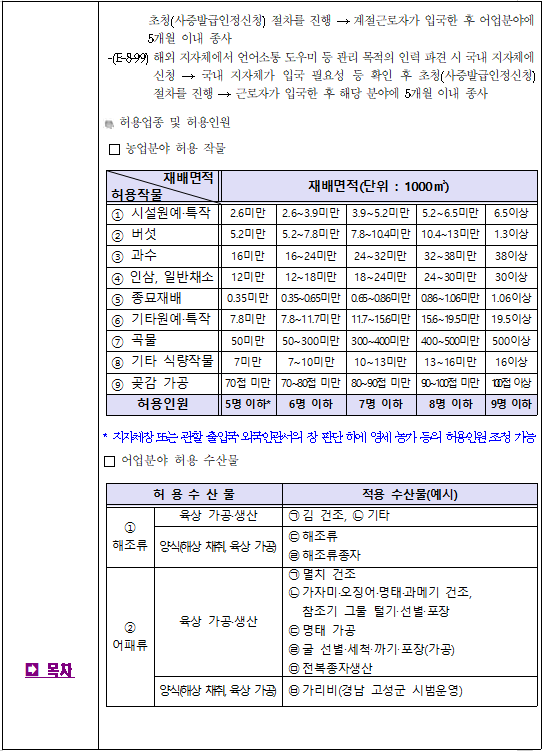 초청(사증발급인정신청) 절차를 진행 → 계절근로자가 입국한 후 어업분야에
5개월 이내 종사
-(E-8-99) 해외 지자체에서 언어소통 도우미 등 관리 목적의 인력 파견 시 국내 지자체에
신청 → 국내 지자체가 입국 필요성 등 확인 후 초청(사증발급인정신청)
절차를 진행 → 근로자가 입국한 후 해당 분야에 5개월 이내 종사
허용업종 및 허용인원
□ 농업분야 허용 작물
재배면적
허용작물
재배면적(단위 : 1000㎡)
① 시설원예·특작 2.6미만 2.6~3.9미만 3.9~5.2미만 5.2~6.5미만 6.5이상
② 버섯 5.2미만 5.2~7.8미만 7.8~10.4미만 10.4~13미만 1.3이상
③ 과수 16미만 16~24미만 24~32미만 32~38미만 38이상
④ 인삼, 일반채소 12미만 12~18미만 18~24미만 24~30미만 30이상
⑤ 종묘재배 0.35미만 0.35~0.65미만 0.65~0.86미만 0.86~1.06미만 1.06이상
⑥ 기타원예·특작 7.8미만 7.8~11.7미만 11.7~15.6미만 15.6~19.5미만 19.5이상
⑦ 곡물 50미만 50~300미만 300~400미만 400~500미만 500이상
⑧ 기타 식량작물 7미만 7~10미만 10~13미만 13~16미만 16이상
⑨ 곶감 가공 70접 미만 70~80접 미만 80~90접 미만 90~100접 미만 100접 이상
허용인원 5명 이하* 6명 이하 7명 이하 8명 이하 9명 이하
* 지자체장 또는 관할 출입국·외국인관서의 장 판단 하에 영세 농가 등의 허용인원 조정 가능
□ 어업분야 허용 수산물
허 용 수 산 물 적용 수산물(예시)
①
해조류
육상 가공·생산 ㉠ 김 건조, ㉡ 기타
양식(해상 채취, 육상 가공)
㉢ 해조류
㉣ 해조류종자
②
어패류
육상 가공·생산
㉠ 멸치 건조
㉡ 가자미·오징어·명태·과메기 건조,
참조기 그물 털기·선별·포장
㉢ 명태 가공
㉣ 굴 선별·세척·까기·포장(가공)
㉤ 전복종자생산
양식(해상 채취, 육상 가공) ㉥ 가리비(경남 고성군 시범운영)
목차